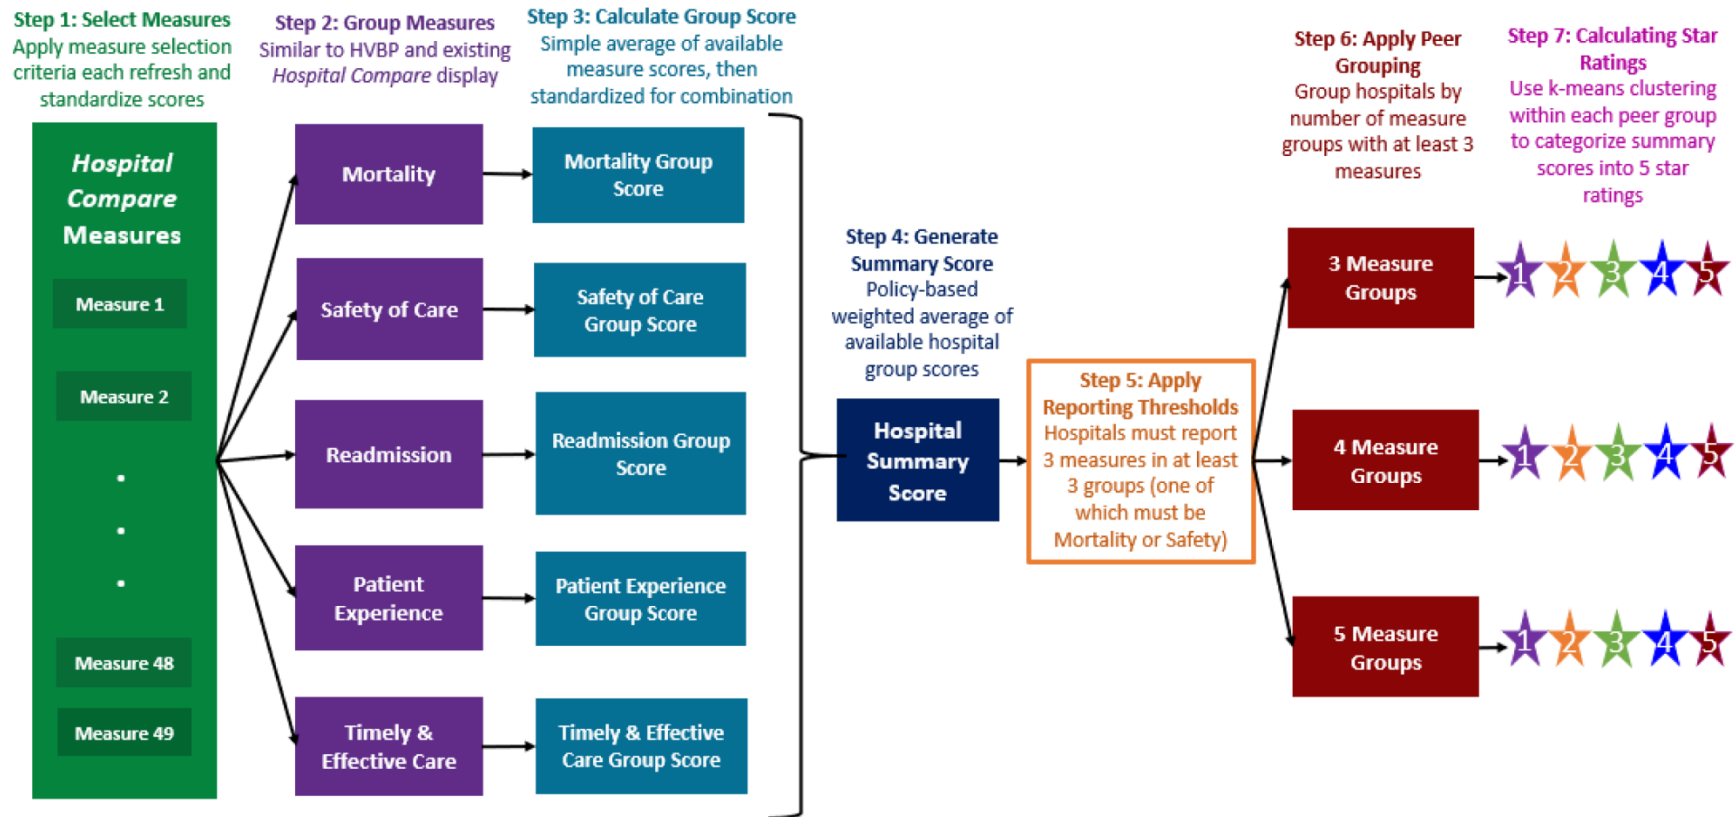 Step 1: Select Measures
Apply measure selection
criteria each refresh and
standardize scores
Hospital
Compare
Measures
Measure 1
Measure 2
.
.
.
Measure 48
Measure 49
Step 2: Group Measures
Similar to HVBP and existing
Hospital Compare display
Mortality
Safety of Care
Readmission
Patient
Experience
Timely &
Effective Care
Step 3: Calculate Group Score
Simple average of available
measure scores, then
standardized for combination
Mortality Group
Score
Safety of Care
Group Score
Readmission Group
Score
Patient Experience
Group Score
Timely & Effective
Care Group Score
Step 4: Generate
Summary Score
Policy-based
weighted average of
available hospital
group scores
Hospital
Summary
Score
Step 5: Apply
Reporting Thresholds
Hospitals must report
3 measures in at least
3 groups (one of
which must be
Mortality or Safety)
Step 6: Apply Peer
Grouping
Group hospitals by
number of measure
groups with at least 3
measures
3 Measure
Groups
4 Measure
Groups
5 Measure
Groups
Step 7: Calculating Star
Ratings
Use k-means clustering
within each peer group
to categorize summary
scores into 5 star
ratings
1 2 3 4 5
1 2 3 4 5
1 2 3 4 5